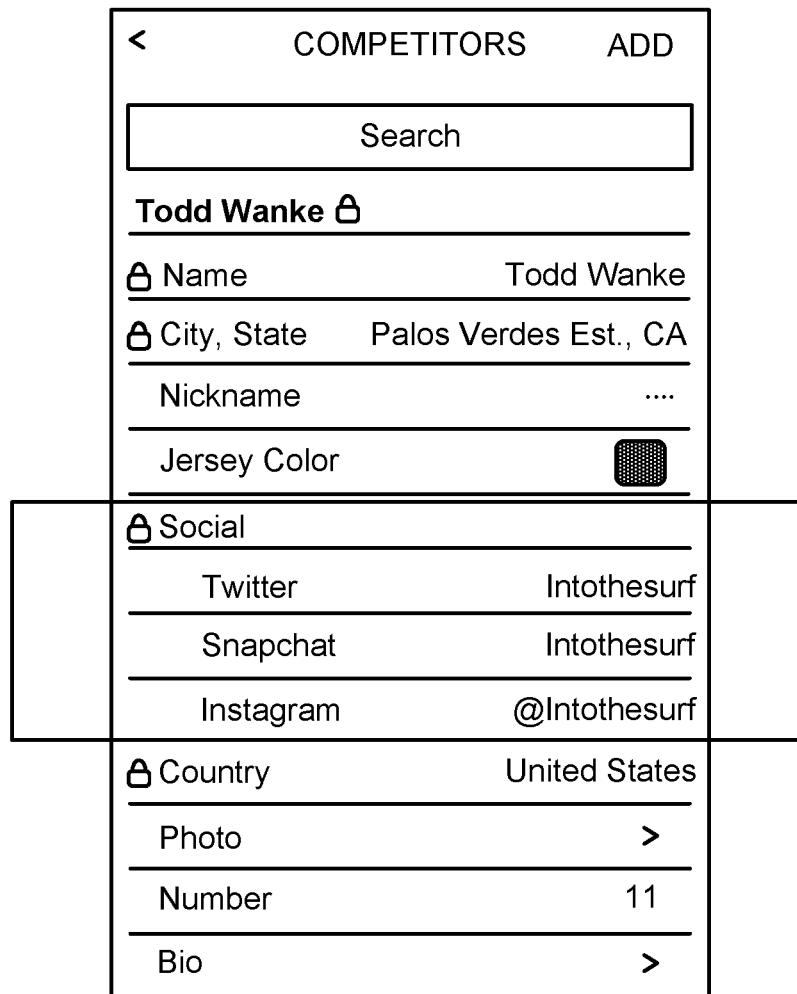 < COMPETITORS ADD
Search
Todd Wanke
Name Todd Wanke
City, State Palos Verdes Est., CA
Nickname ....
Jersey Color
Social
Twitter Intothesurf
Snapchat Intothesurf
Instagram @Intothesurf
Country United States
Photo >
Number 11
Bio >